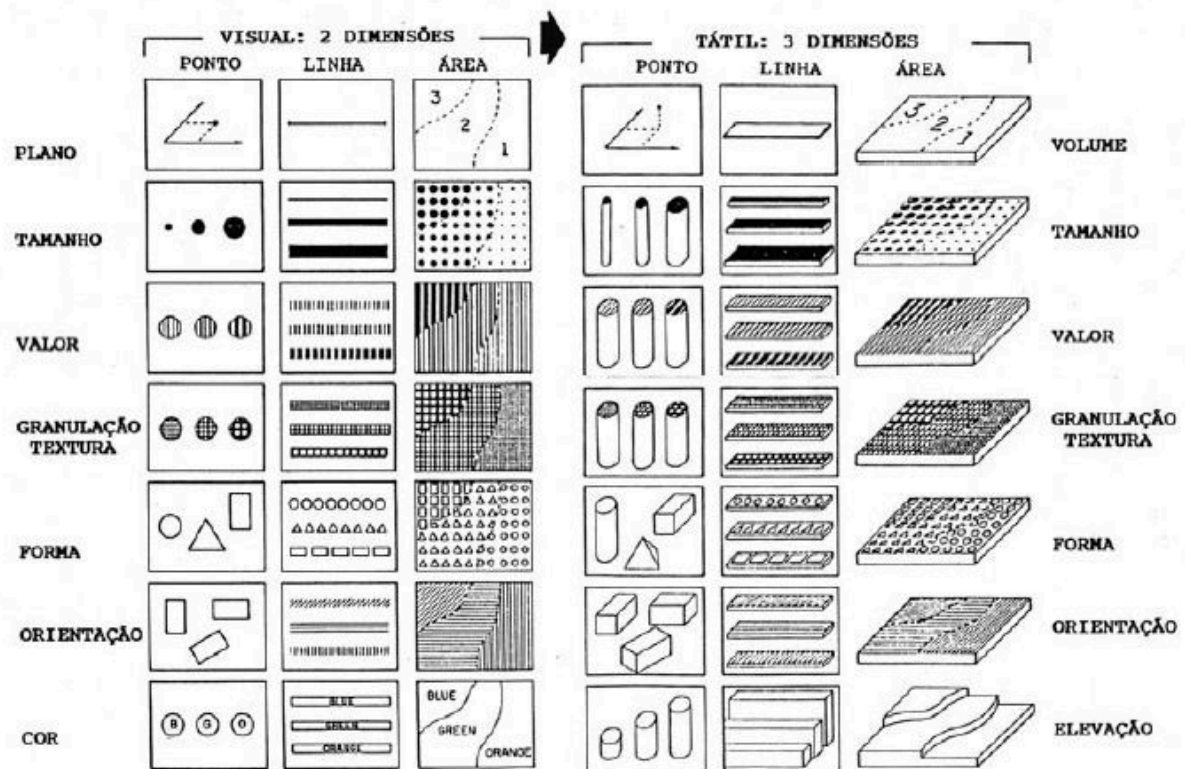 VISUAL: 2 DIMENSÕES
TÁTIL: 3 DIMENSÕES
PONTO LINHA ÁREA
PONTO LINHA ÁREA
PLANO
3
2
1
3
2
1
VOLUME
TAMANHO
TAMANHO
VALOR
VALOR
GRANULAÇÃO
TEXTURA
GRANULAÇÃO
TEXTURA
FORMA
FORMA
ORIENTAÇÃO
ORIENTAÇÃO
COR
B G O
BLUE
GREEN
ORANGE
BLUE
GREEN
ORANGE
ELEVAÇÃO